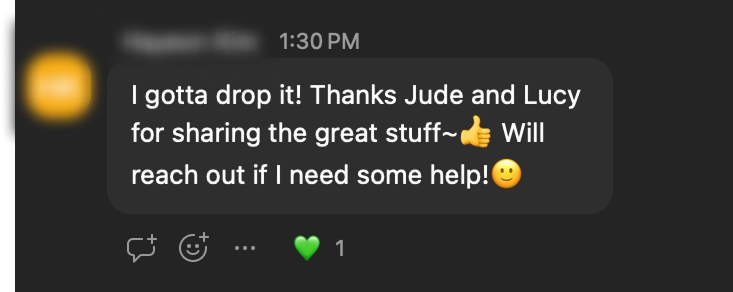 1:30 PM
I gotta drop it! Thanks Jude and Lucy
for sharing the great stuff~👍 Will
reach out if I need some help!🙂
1